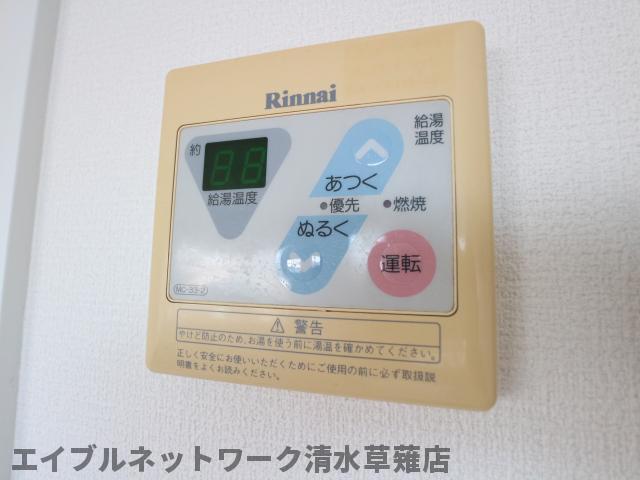 Rinnai
約
88
給湯温度
給湯
温度
あつく
優先
燃焼
ぬるく
運転
MC-33-2
警告
やけど防止のため、お湯を使う前に湯温を確かめてください。
正しく安全にお使いいただくためにご使用の前に必ず取扱説
明書をよくお読みください。
エイブルネットワーク清水草薙店